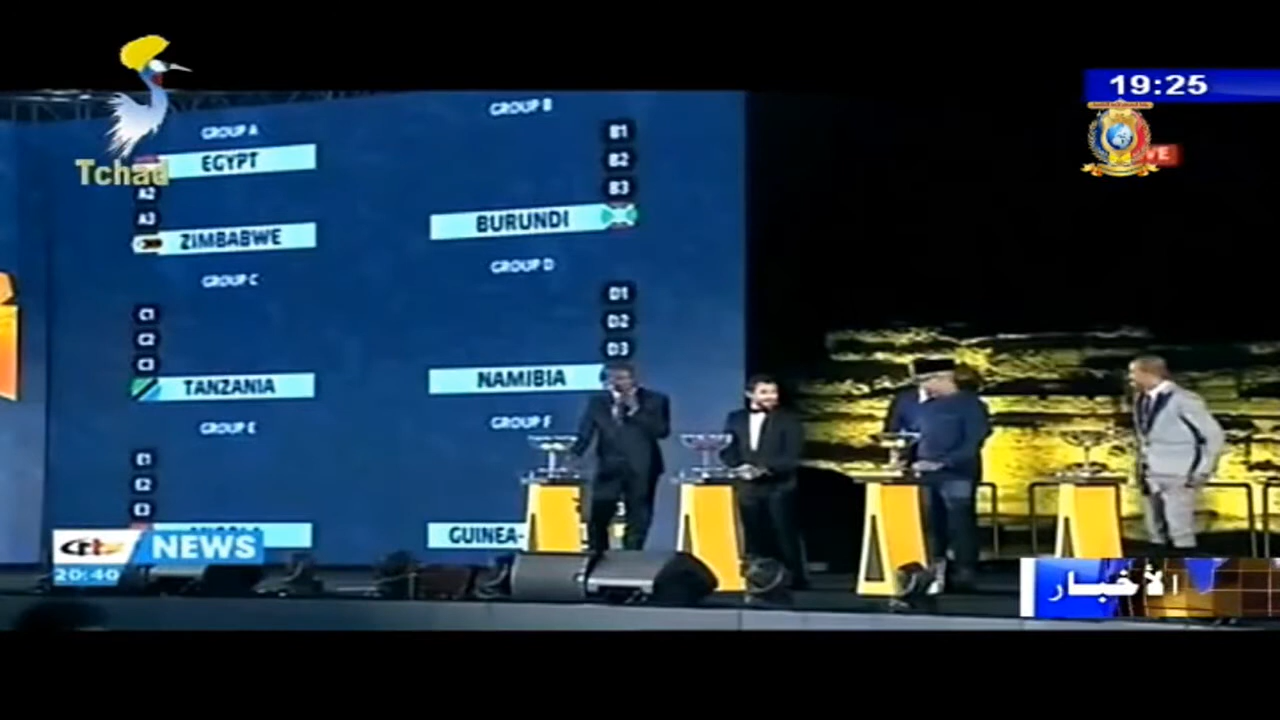 19:25
Tchad
GROUP A
EGYPT
A2
A3
ZIMBABWE
GROUP B
B1
B2
B3
BURUNDI
GROUP C
C1
C2
C3
TANZANIA
GROUP D
D1
D2
D3
NAMIBIA
GROUP E
E1
E2
E3
GROUP F
GUINEA-
NEWS
20:40
الأخبار